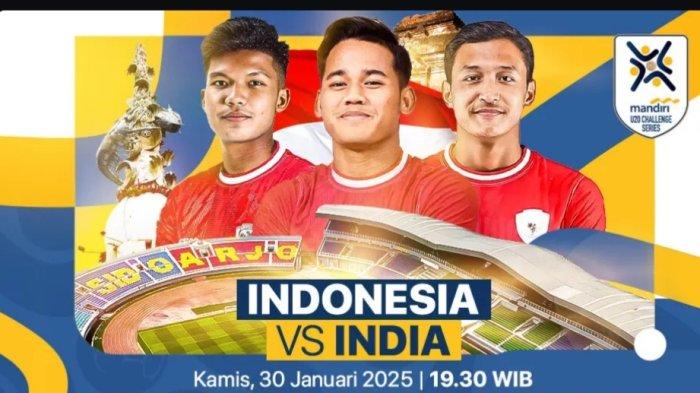 mandiri
U20 CHALLENGE
SERIES
SIDOARJO
INDONESIA
VS INDIA
Kamis, 30 Januari 2025 | 19.30 WIB